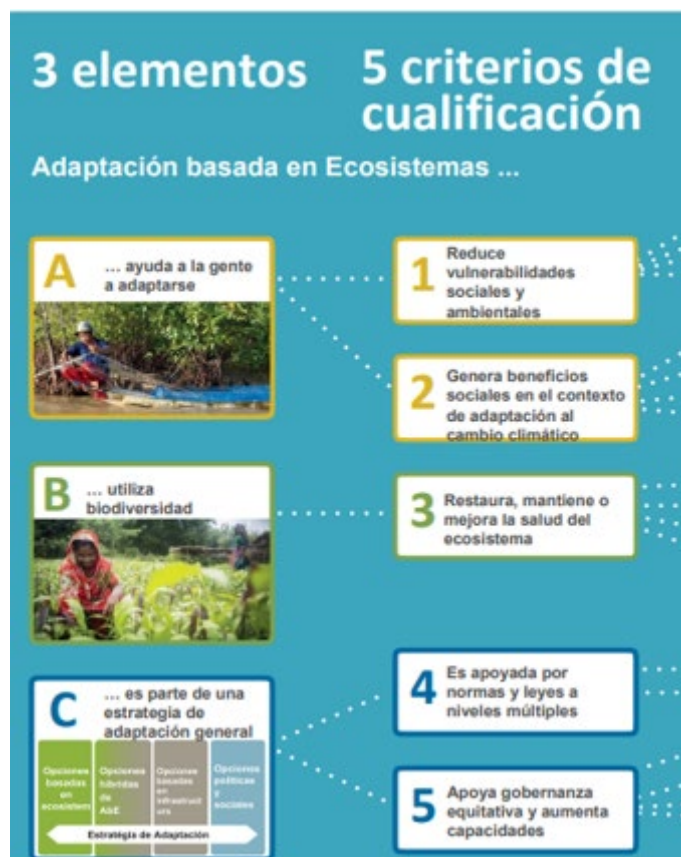 3 elementos
5 criterios de
cualificación
Adaptación basada en Ecosistemas ...
A
... ayuda a la gente
a adaptarse
1
Reduce
vulnerabilidades
sociales y
ambientales
2
Genera beneficios
sociales en el contexto
de adaptación al
cambio climático
B
... utiliza
biodiversidad
3
Restaura, mantiene o
mejora la salud del
ecosistema
C
... es parte de una
estrategia de
adaptación general
Opciones
basadas
en
ecosistem
Opciones
híbridas
de
AbE
Opciones
basadas
en
infraestruct
urs
Opciones
políticas
y
sociales
Estratégia de Adaptación
4
Es apoyada por
normas y leyes a
niveles múltiples
5
Apoya gobernanza
equitativa y aumenta
capacidades